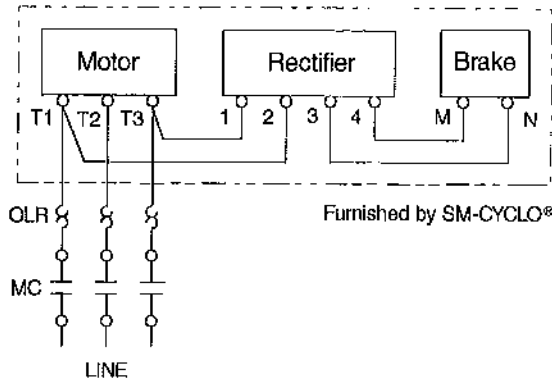 Motor Rectifier Brake
T1 T2 T3 1 2 3 4 M N
OLR Furnished by SM-CYCLO®
MC
LINE